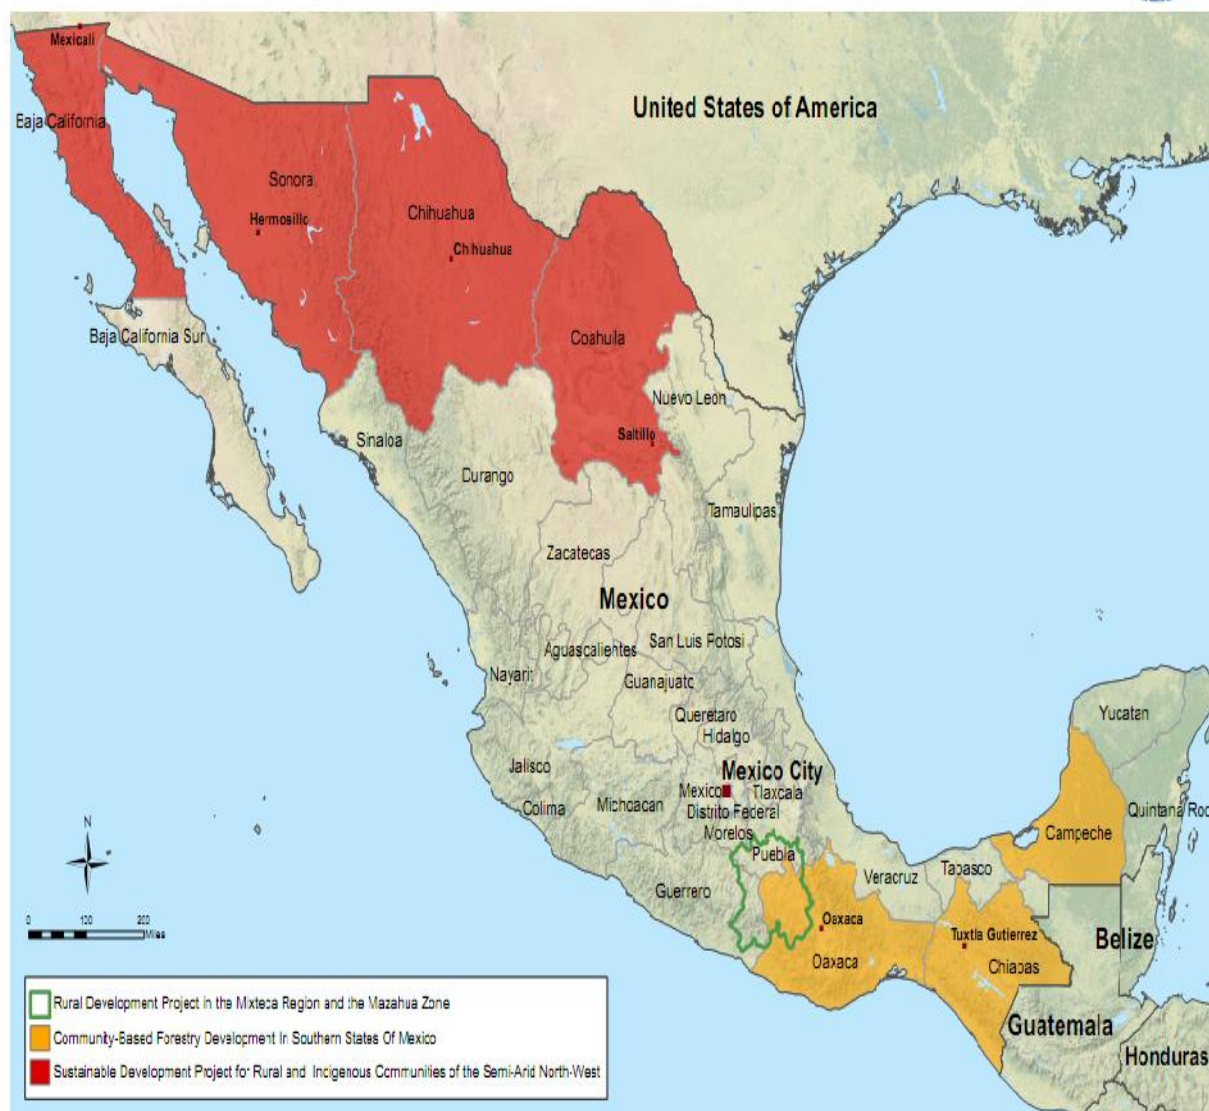 Mexicali
United States of America
Eaja California
Sonora
Hermosillo
Chihuahua
Chihuahua
Baja California Sur
Coahuila
Nuevo Leon
Saltillo
Sinaloa
Durango
Tamaulipas
Zacatecas
Mexico
San Luis Potosi
Aguascalientes
Nayarit
Guanajuato
Queretaro
Hidalgo
Yucatan
Jalisco
Mexico City
Mexico
Tlaxcala
Colima
Michoacan
Distrito Federal
Morelos
Quintana Roo
Campeche
N
Puebla
Guerrero
Veracruz
Tabasco
0 100 200
Miles
Oaxaca
Oaxaca
Tuxtla Gutierrez
Chiapas
Belize
Guatemala
Honduras
Rural Development Project in the Mixteca Region and the Mazahua Zone
Community-Based Forestry Development In Southern States Of Mexico
Sustainable Development Project for Rural and Indigenous Communities of the Semi-Arid North-West